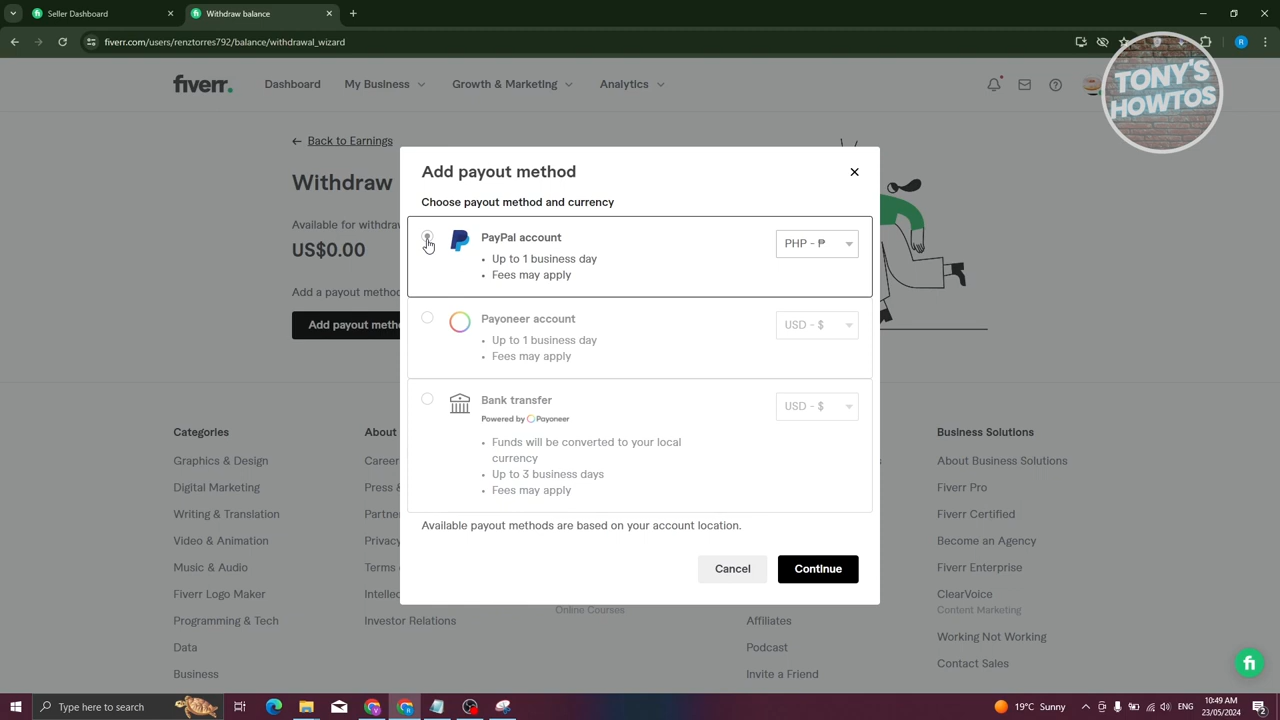 Seller Dashboard
Withdraw balance
fiverr.com/users/renztorres792/balance/withdrawal_wizard
R
TONY'S
HOWTOS
fiverr.
Dashboard
My Business
Growth & Marketing
Analytics
← Back to Earnings
Withdraw
Available for withdraw
US$0.00
Add a payout method
Add payout metho
Add payout method
Choose payout method and currency
PayPal account
PHP - ₱
• Up to 1 business day
• Fees may apply
Payoneer account
USD - $
• Up to 1 business day
• Fees may apply
Bank transfer
USD - $
Powered by Payoneer
• Funds will be converted to your local
currency
• Up to 3 business days
• Fees may apply
Available payout methods are based on your account location.
Cancel
Continue
Categories
Graphics & Design
Digital Marketing
Writing & Translation
Video & Animation
Music & Audio
Fiverr Logo Maker
Programming & Tech
Data
Business
About
Career
Press &
Partne
Privacy
Terms
Intellec
Investor Relations
Online Courses
Affiliates
Podcast
Invite a Friend
Business Solutions
About Business Solutions
Fiverr Pro
Fiverr Certified
Become an Agency
Fiverr Enterprise
ClearVoice
Content Marketing
Working Not Working
Contact Sales
fi
Type here to search
19°C Sunny
ENG
10:49 AM
23/05/2024